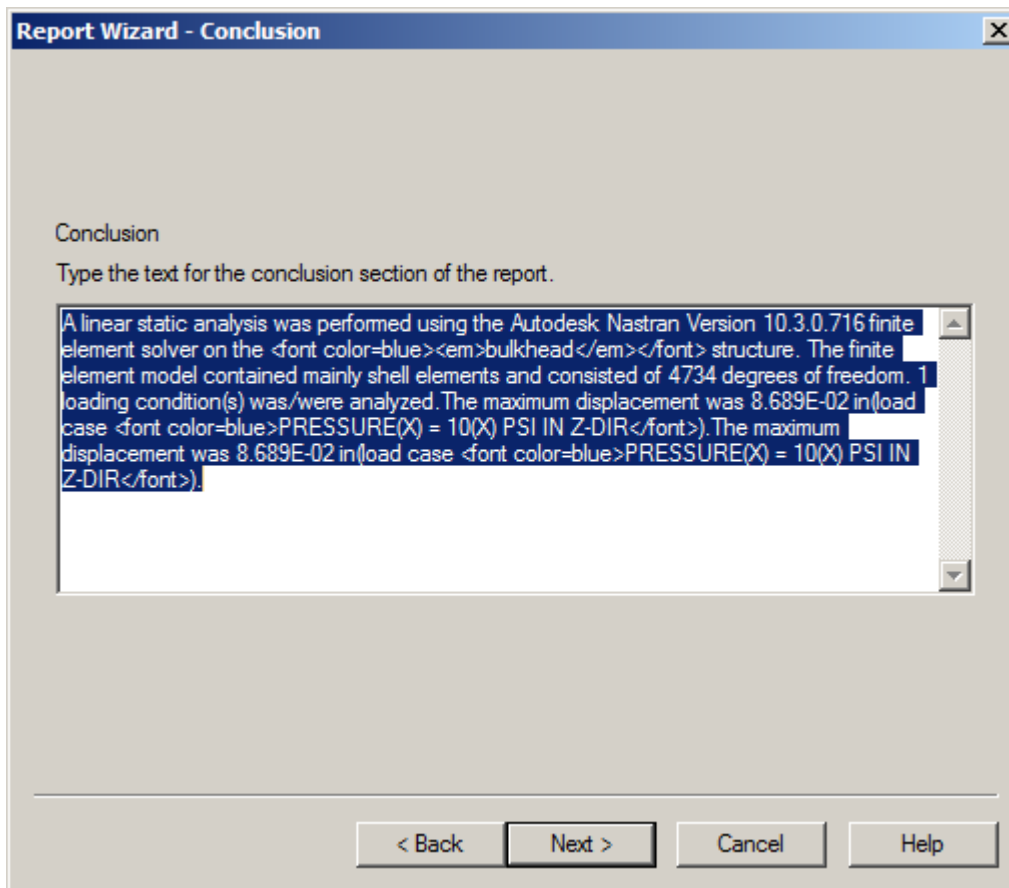 Report Wizard - Conclusion
Conclusion
Type the text for the conclusion section of the report.
A linear static analysis was performed using the Autodesk Nastran Version 10.3.0.716 finite
element solver on the <font color=blue><em>bulkhead</em></font> structure. The finite
element model contained mainly shell elements and consisted of 4734 degrees of freedom. 1
loading condition(s) was/were analyzed.The maximum displacement was 8.689E-02 in(load
case <font color=blue>PRESSURE(X) = 10(X) PSI IN Z-DIR</font>).The maximum
displacement was 8.689E-02 in(load case <font color=blue>PRESSURE(X) = 10(X) PSI IN
Z-DIR</font>).
< Back Next > Cancel Help